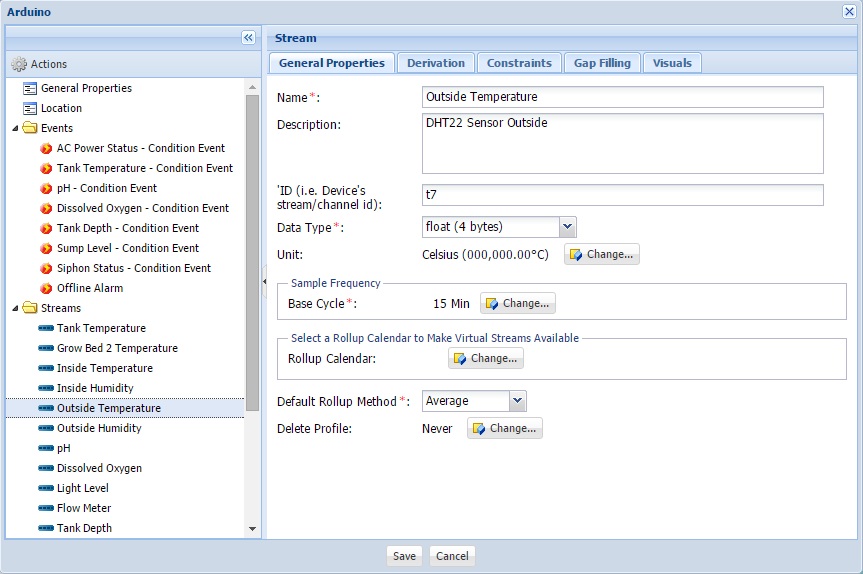 Arduino
Actions
General Properties
Location
Events
AC Power Status - Condition Event
Tank Temperature - Condition Event
pH - Condition Event
Dissolved Oxygen - Condition Event
Tank Depth - Condition Event
Sump Level - Condition Event
Siphon Status - Condition Event
Offline Alarm
Streams
Tank Temperature
Grow Bed 2 Temperature
Inside Temperature
Inside Humidity
Outside Temperature
Outside Humidity
pH
Dissolved Oxygen
Light Level
Flow Meter
Tank Depth
Stream
General Properties Derivation Constraints Gap Filling Visuals
Name*: Outside Temperature
Description: DHT22 Sensor Outside
'ID (i.e. Device's
stream/channel id): t7
Data Type*: float (4 bytes)
Unit: Celsius (000,000.00°C) Change...
Sample Frequency
Base Cycle*: 15 Min Change...
Select a Rollup Calendar to Make Virtual Streams Available
Rollup Calendar: Change...
Default Rollup Method*: Average
Delete Profile: Never Change...
Save Cancel